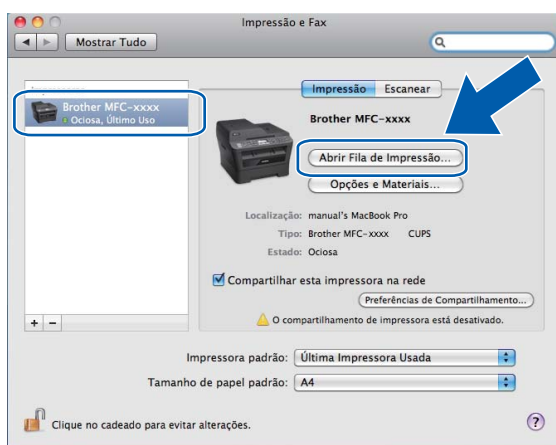 Impressão e Fax
Mostrar Tudo
Impressão Escanear
Brother MFC-xxxx
Ociosa, Último Uso
Brother MFC-xxxx
Abrir Fila de Impressão...
Opções e Materiais...
Localização: manual's MacBook Pro
Tipo: Brother MFC-xxxx CUPS
Estado: Ociosa
Compartilhar esta impressora na rede
Preferências de Compartilhamento...
O compartilhamento de impressora está desativado.
+ −
Impressora padrão: Última Impressora Usada
Tamanho de papel padrão: A4
Clique no cadeado para evitar alterações.
?